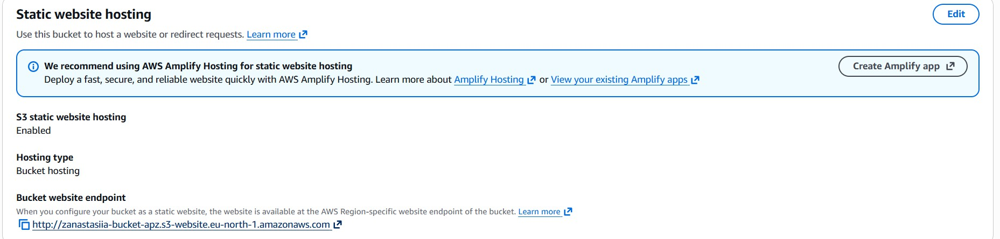 Static website hosting
Edit
Use this bucket to host a website or redirect requests. Learn more
We recommend using AWS Amplify Hosting for static website hosting
Create Amplify app
Deploy a fast, secure, and reliable website quickly with AWS Amplify Hosting. Learn more about Amplify Hosting or View your existing Amplify apps
S3 static website hosting
Enabled
Hosting type
Bucket hosting
Bucket website endpoint
When you configure your bucket as a static website, the website is available at the AWS Region-specific website endpoint of the bucket. Learn more
http://zanastasiia-bucket-apz.s3-website.eu-north-1.amazonaws.com